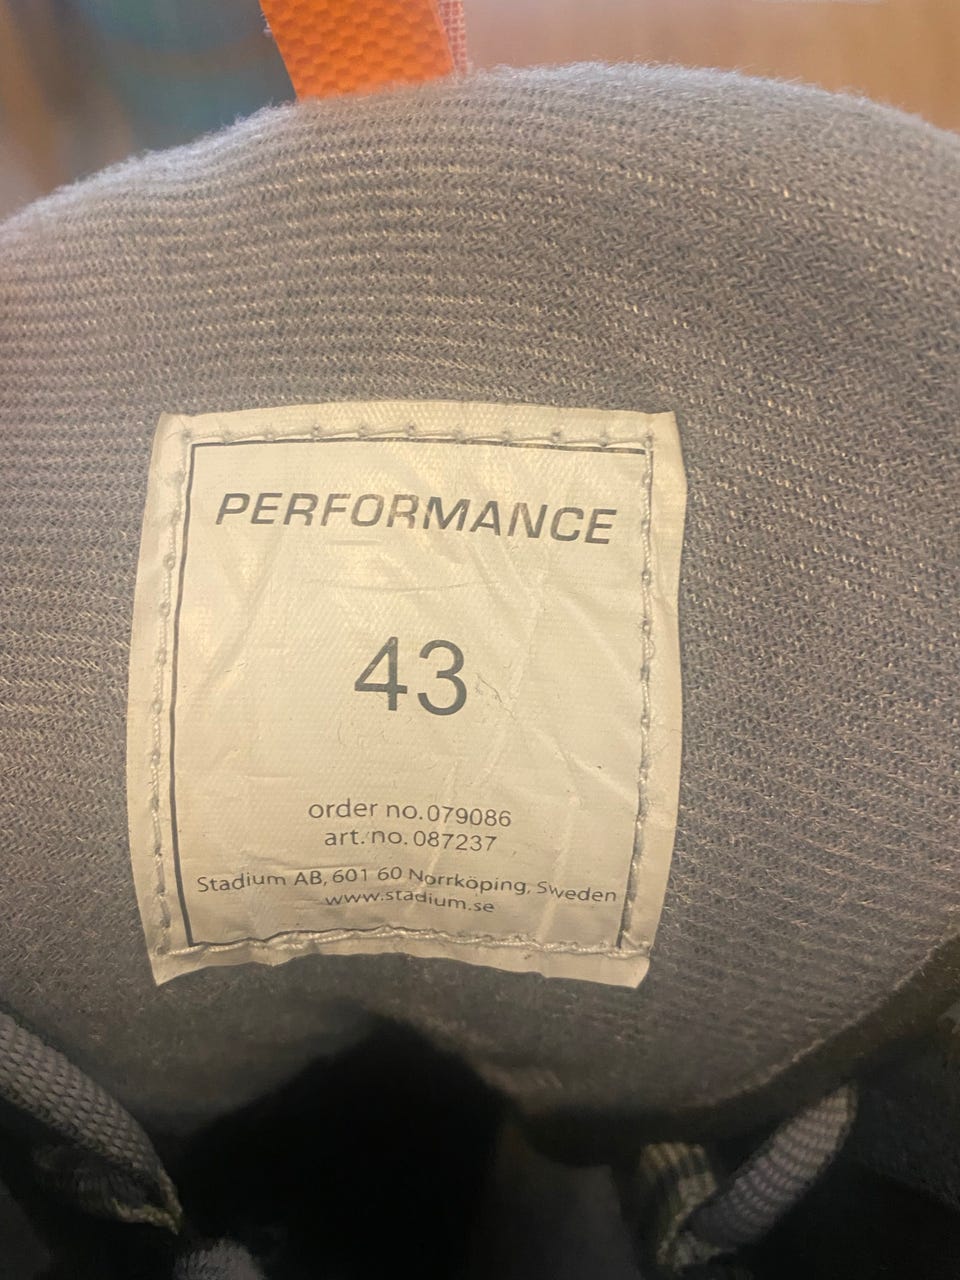 PERFORMANCE
43
order no. 079086
art. no. 087237
Stadium AB, 601 60 Norrköping, Sweden
www.stadium.se